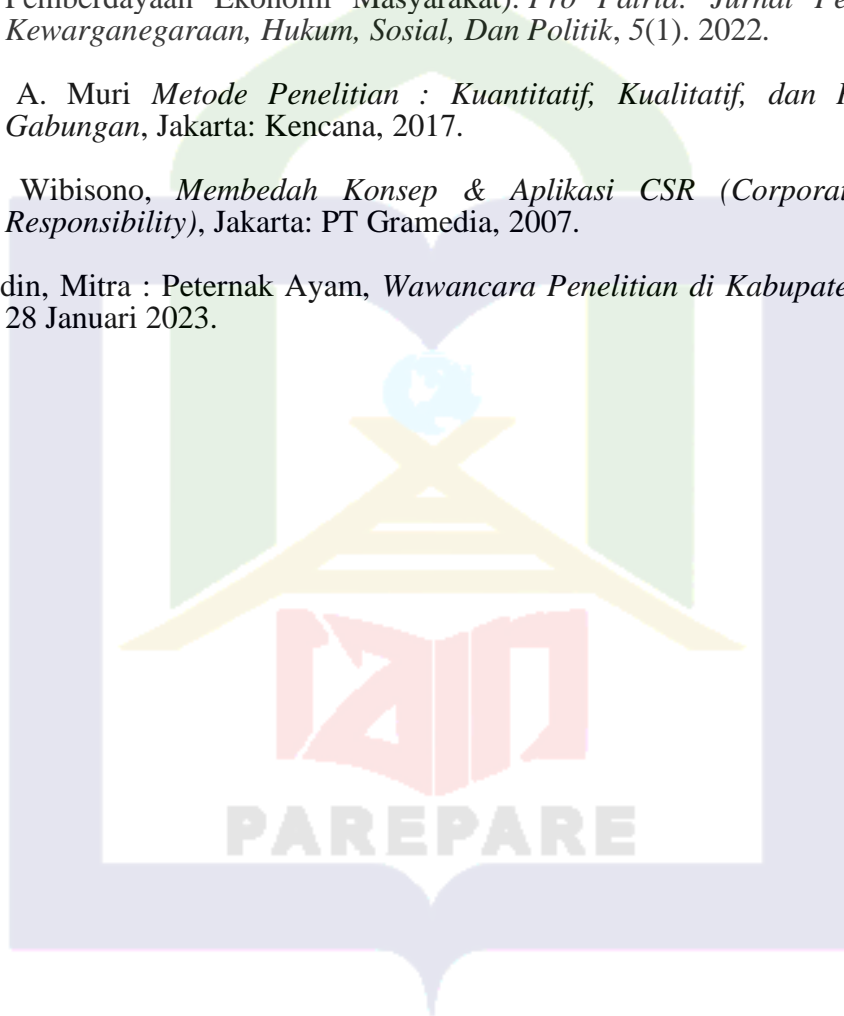 Pemberdayaan Ekonomi Masyarakat). Pro Patria: Jurnal
Kewarganegaraan, Hukum, Sosial, Dan Politik, 5(1). 2022.
A. Muri Metode Penelitian : Kuantitatif, Kualitatif, dan
Gabungan, Jakarta: Kencana, 2017.
Wibisono, Membedah Konsep & Aplikasi CSR (Corporat
Responsibility), Jakarta: PT Gramedia, 2007.
din, Mitra : Peternak Ayam, Wawancara Penelitian di Kabupate
28 Januari 2023.
iain
PAREPARE